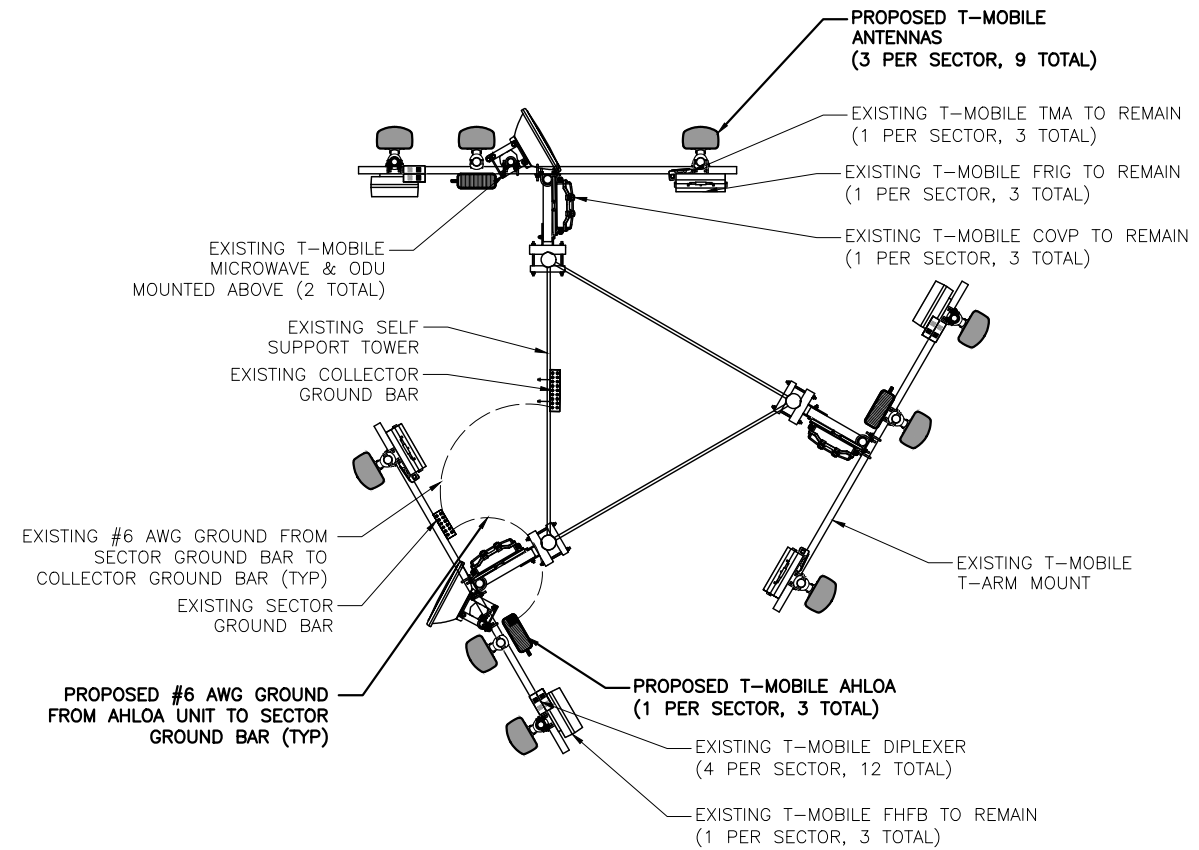 PROPOSED T-MOBILE
ANTENNAS
(3 PER SECTOR, 9 TOTAL)
EXISTING T-MOBILE TMA TO REMAIN
(1 PER SECTOR, 3 TOTAL)
EXISTING T-MOBILE FRIG TO REMAIN
(1 PER SECTOR, 3 TOTAL)
EXISTING T-MOBILE COVP TO REMAIN
(1 PER SECTOR, 3 TOTAL)
EXISTING T-MOBILE
MICROWAVE & ODU
MOUNTED ABOVE (2 TOTAL)
EXISTING SELF
SUPPORT TOWER
EXISTING COLLECTOR
GROUND BAR
EXISTING #6 AWG GROUND FROM
SECTOR GROUND BAR TO
COLLECTOR GROUND BAR (TYP)
EXISTING SECTOR
GROUND BAR
EXISTING T-MOBILE
T-ARM MOUNT
PROPOSED #6 AWG GROUND
FROM AHLOA UNIT TO SECTOR
GROUND BAR (TYP)
PROPOSED T-MOBILE AHLOA
(1 PER SECTOR, 3 TOTAL)
EXISTING T-MOBILE DIPLEXER
(4 PER SECTOR, 12 TOTAL)
EXISTING T-MOBILE FHFB TO REMAIN
(1 PER SECTOR, 3 TOTAL)